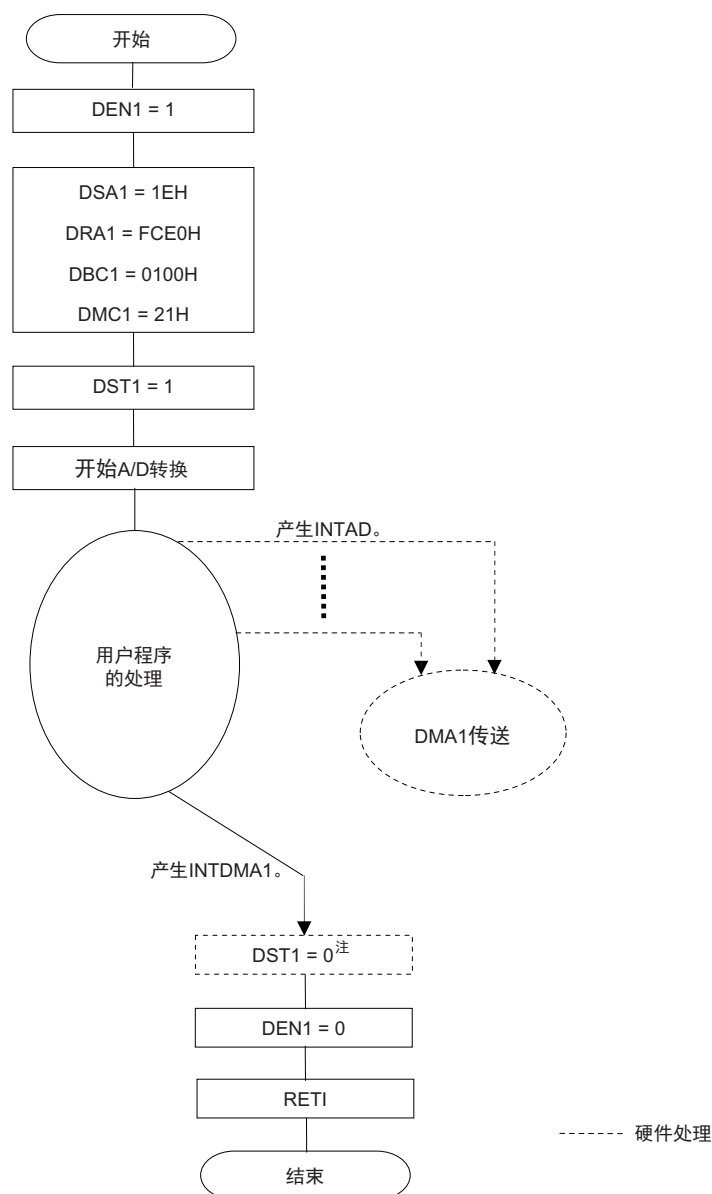 开始
DEN1 = 1
DSA1 = 1EH
DRA1 = FCE0H
DBC1 = 0100H
DMC1 = 21H
DST1 = 1
开始A/D转换
产生INTAD。
用户程序
的处理
DMA1传送
产生INTDMA1。
DST1 = 0注
DEN1 = 0
RETI
硬件处理
结束